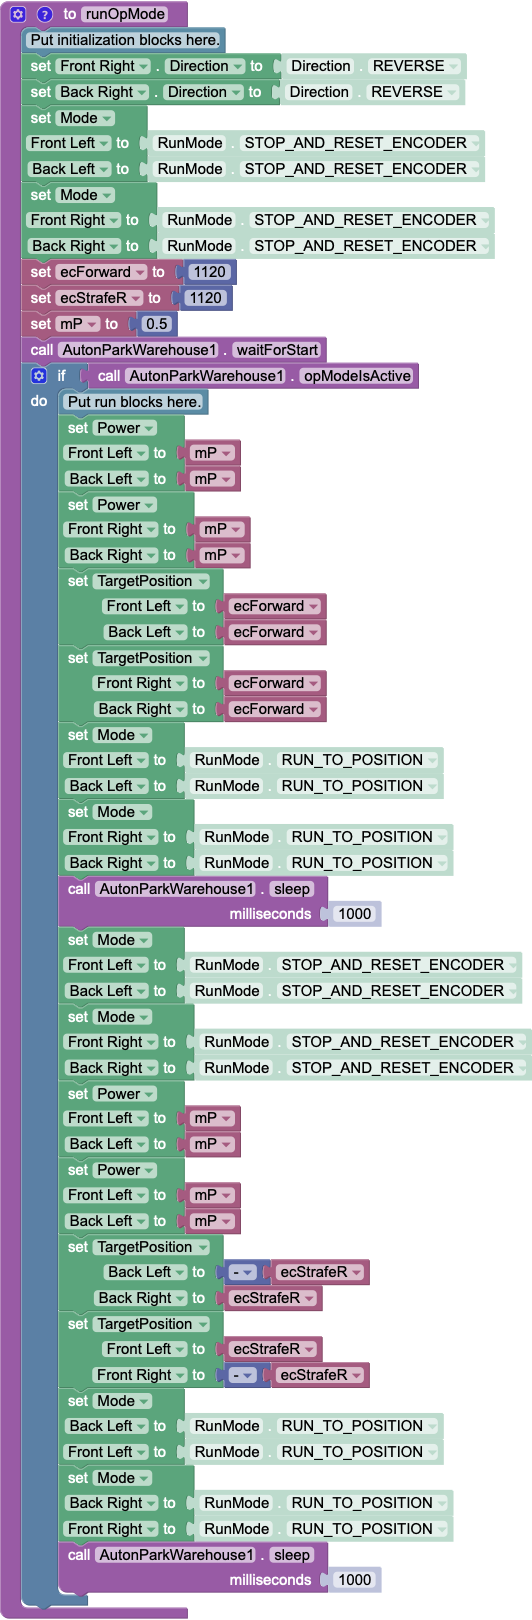 to runOpMode
Put initialization blocks here.
set Front Right . Direction to Direction . REVERSE
set Back Right . Direction to Direction . REVERSE
set Mode
Front Left to RunMode . STOP_AND_RESET_ENCODER
Back Left to RunMode . STOP_AND_RESET_ENCODER
set Mode
Front Right to RunMode . STOP_AND_RESET_ENCODER
Back Right to RunMode . STOP_AND_RESET_ENCODER
set ecForward to 1120
set ecStrafeR to 1120
set mP to 0.5
call AutonParkWarehouse1 . waitForStart
if call AutonParkWarehouse1 . opModeIsActive
do Put run blocks here.
set Power
Front Left to mP
Back Left to mP
set Power
Front Right to mP
Back Right to mP
set TargetPosition
Front Left to ecForward
Back Left to ecForward
set TargetPosition
Front Right to ecForward
Back Right to ecForward
set Mode
Front Left to RunMode . RUN_TO_POSITION
Back Left to RunMode . RUN_TO_POSITION
set Mode
Front Right to RunMode . RUN_TO_POSITION
Back Right to RunMode . RUN_TO_POSITION
call AutonParkWarehouse1 . sleep
milliseconds 1000
set Mode
Front Left to RunMode . STOP_AND_RESET_ENCODER
Back Left to RunMode . STOP_AND_RESET_ENCODER
set Mode
Front Right to RunMode . STOP_AND_RESET_ENCODER
Back Right to RunMode . STOP_AND_RESET_ENCODER
set Power
Front Left to mP
Back Left to mP
set Power
Front Left to mP
Back Left to mP
set TargetPosition
Back Left to - ecStrafeR
Back Right to ecStrafeR
set TargetPosition
Front Left to ecStrafeR
Front Right to - ecStrafeR
set Mode
Back Left to RunMode . RUN_TO_POSITION
Front Left to RunMode . RUN_TO_POSITION
set Mode
Back Right to RunMode . RUN_TO_POSITION
Front Right to RunMode . RUN_TO_POSITION
call AutonParkWarehouse1 . sleep
milliseconds 1000